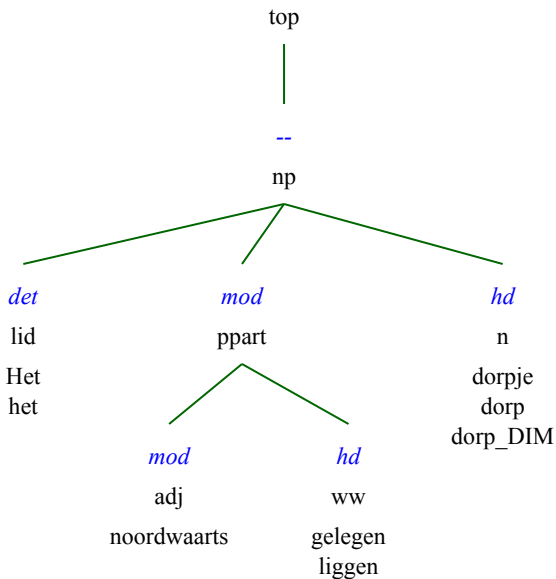 top
--
np
det mod hd
lid ppart n
Het dorpje
het dorp
dorp_DIM
mod hd
adj ww
noordwaarts gelegen
liggen